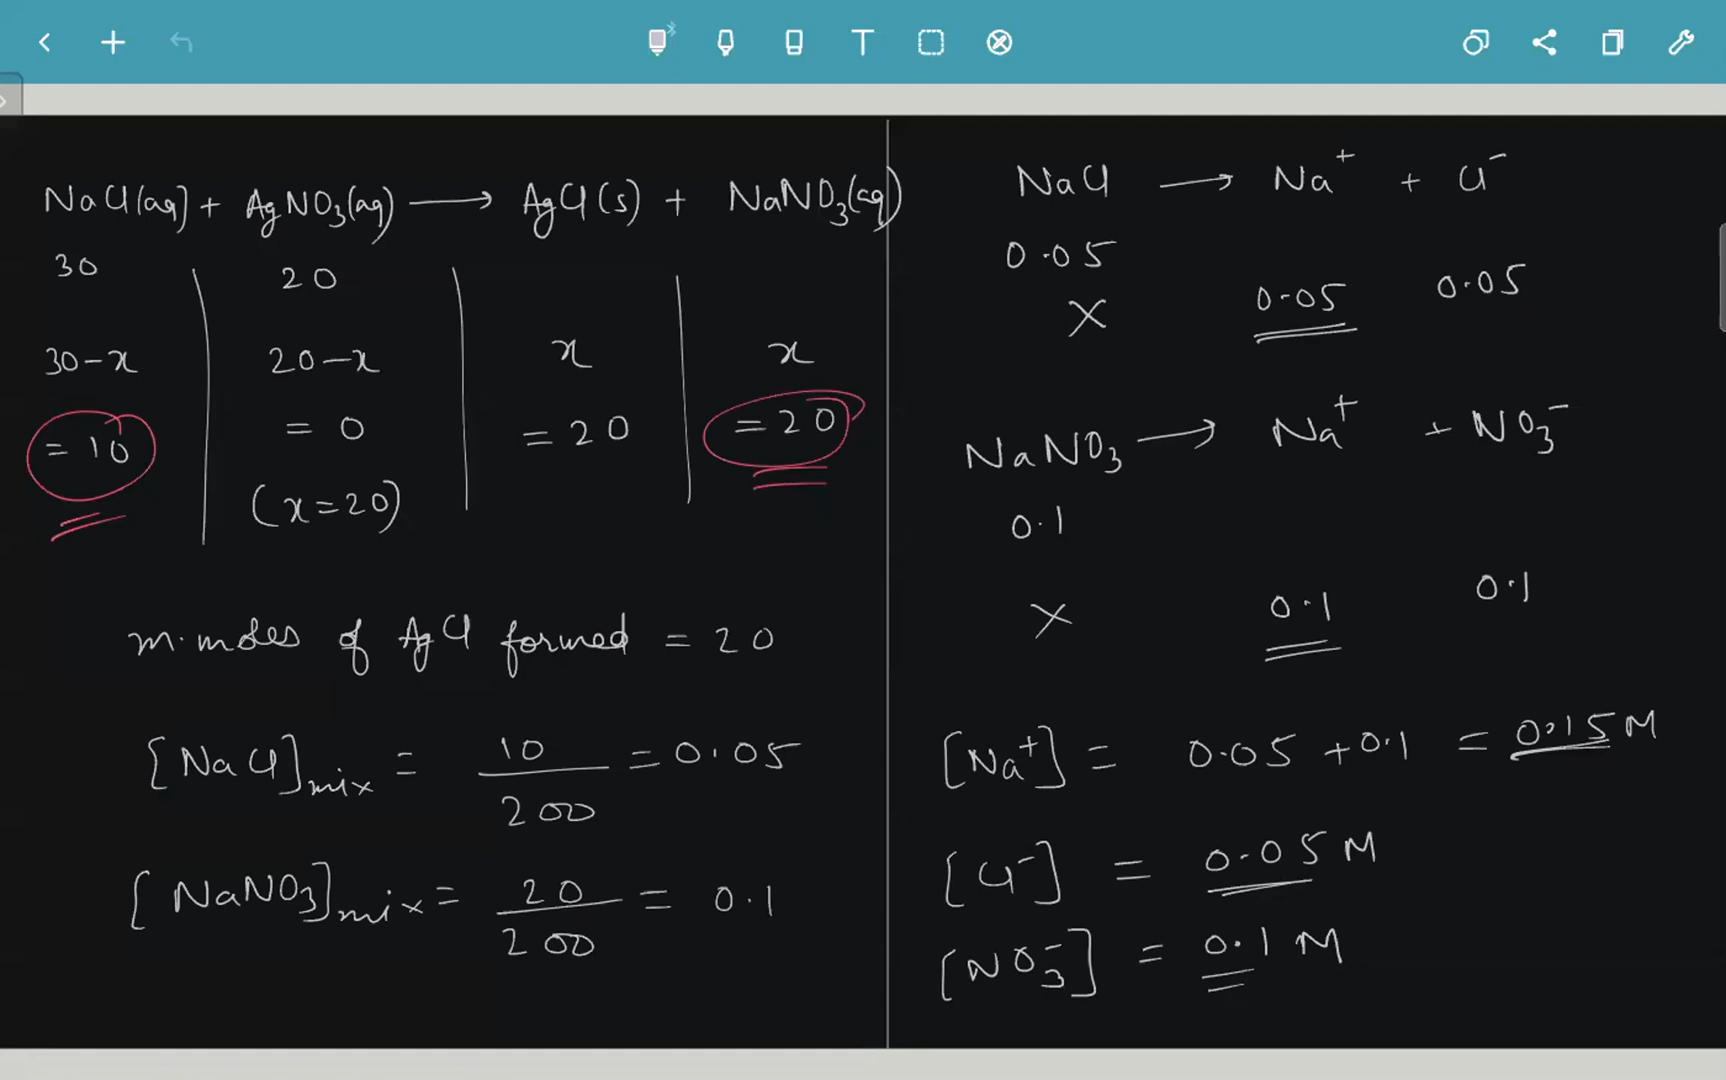 NaCl(aq) + AgNO3(aq) ⟶ AgCl(s) + NaNO3(aq)
30 | 20
30-x | 20-x | x | x
= 10 | = 0 | = 20 | = 20
(x=20)
m.moles of AgCl formed = 20
[NaCl]mix = 10/200 = 0.05
[NaNO3]mix = 20/200 = 0.1
NaCl ⟶ Na+ + Cl-
0.05
X 0.05 0.05
NaNO3 ⟶ Na+ + NO3-
0.1
X 0.1 0.1
[Na+] = 0.05 + 0.1 = 0.15 M
[Cl-] = 0.05 M
[NO3-] = 0.1 M